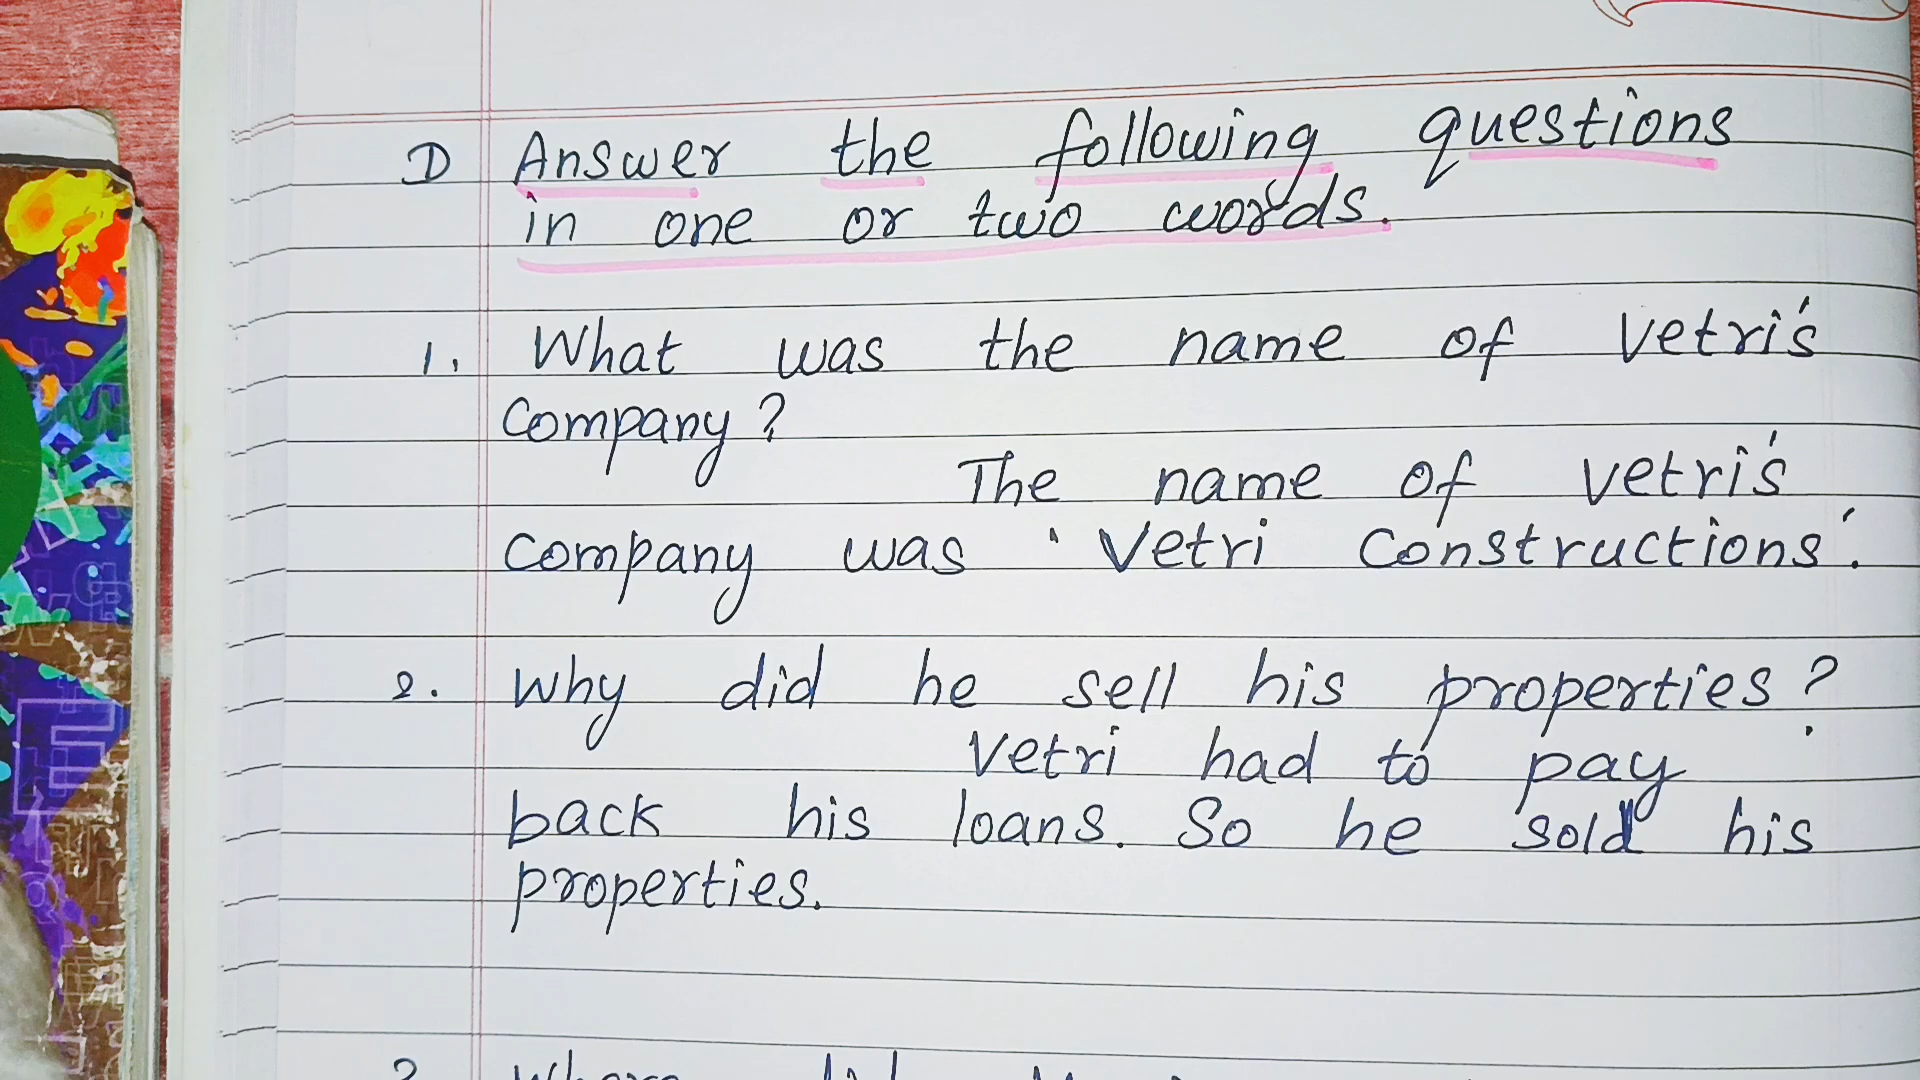 D Answer the following questions
in one or two words.
1. What was the name of Vetri's
company?
The name of Vetri's
company was 'Vetri Constructions'.
2. Why did he sell his properties?
Vetri had to pay
back his loans. So he sold his
properties.